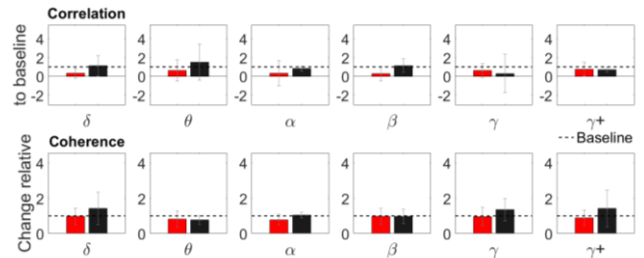 Correlation
to baseline
4 4 4 4 4 4
2 2 2 2 2 2
0 0 0 0 0 0
-2 -2 -2 -2 -2 -2
δ θ α β γ γ+
Coherence
---Baseline
Change relative
4 4 4 4 4 4
2 2 2 2 2 2
0 0 0 0 0 0
δ θ α β γ γ+